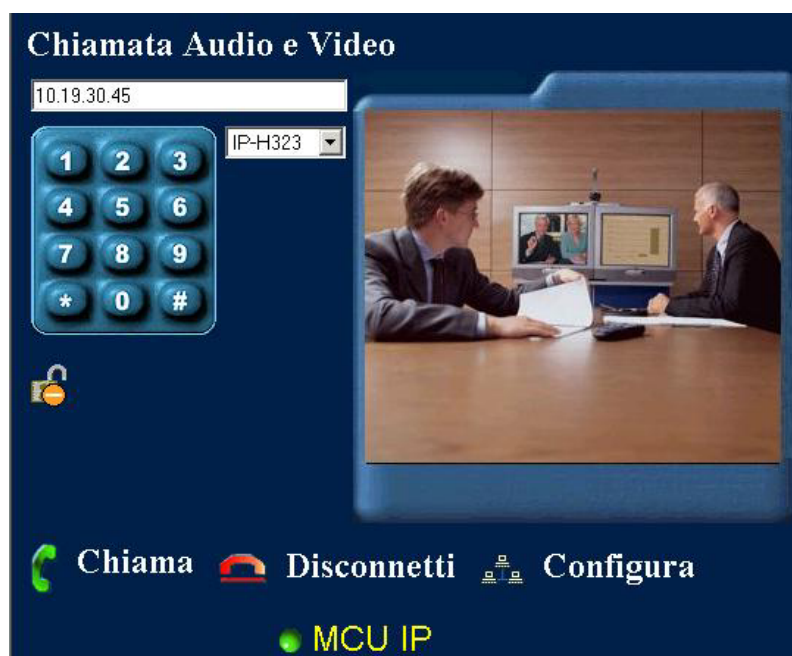 Chiamata Audio e Video
10.19.30.45
IP-H323
1 2 3
4 5 6
7 8 9
* 0 #
Chiama Disconnetti Configura
MCU IP